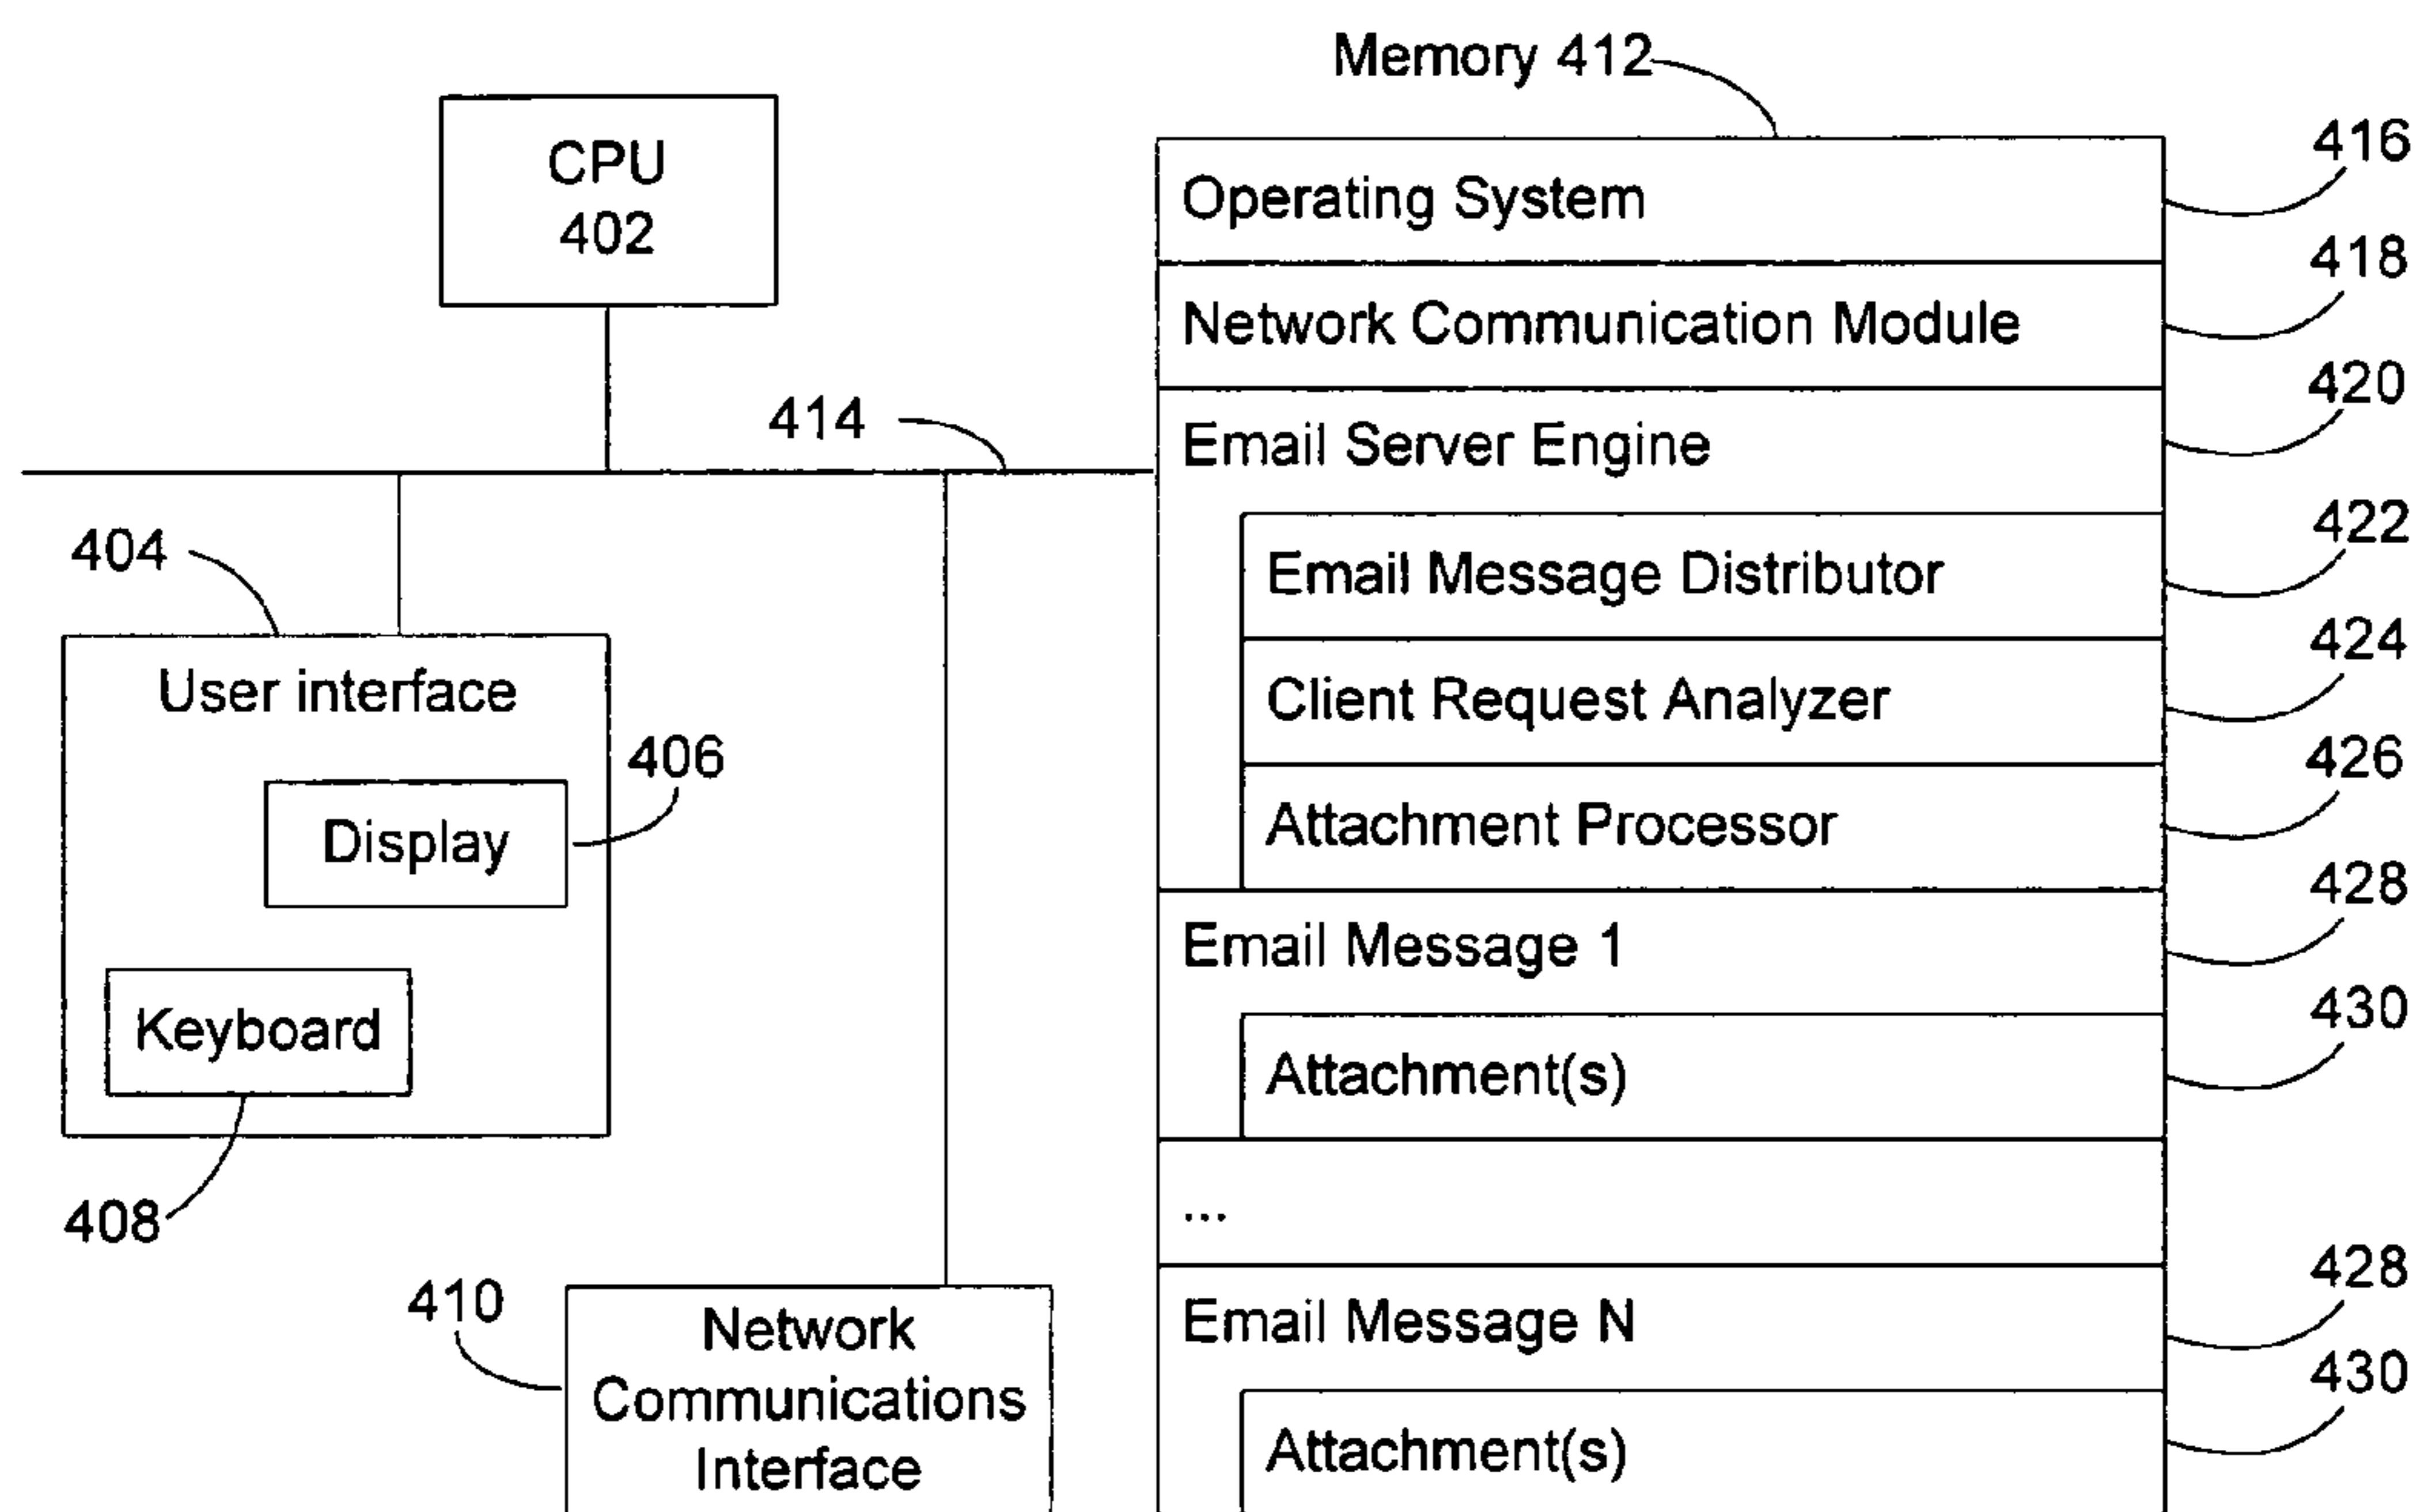 Memory 412
CPU
402
414
404
User interface
406
Display
Keyboard
408
410
Network
Communications
Interface
Operating System
416
Network Communication Module
418
Email Server Engine
420
Email Message Distributor
422
Client Request Analyzer
424
Attachment Processor
426
Email Message 1
428
Attachment(s)
430
...
Email Message N
428
Attachment(s)
430